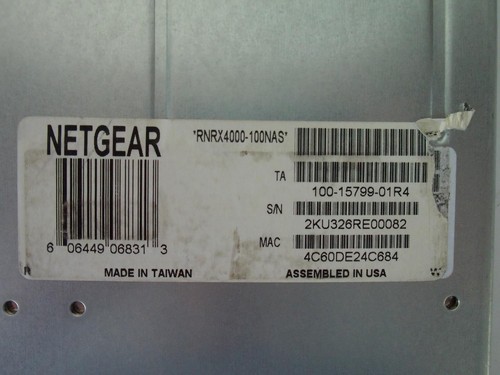 NETGEAR
*RNRX4000-100NAS*
TA
100-15799-01R4
S/N
2KU326RE00082
MAC
4C60DE24C684
6 06449 06831 3
MADE IN TAIWAN
ASSEMBLED IN USA